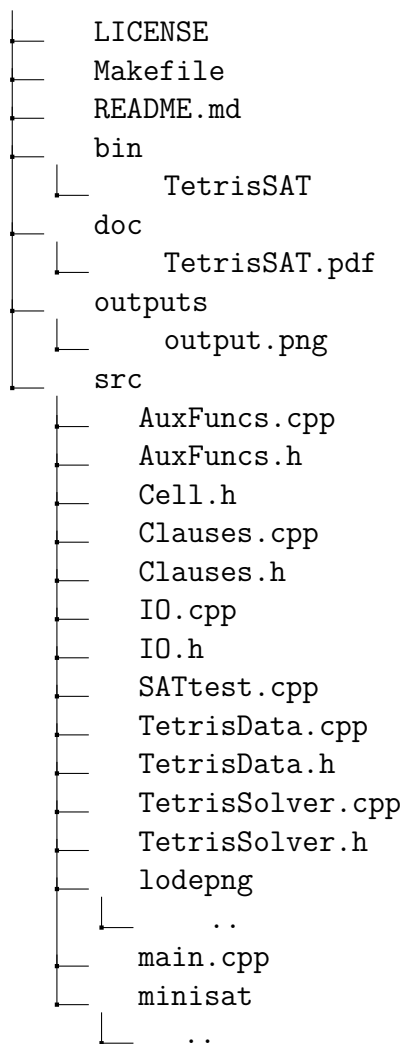 LICENSE
Makefile
README.md
bin
TetrisSAT
doc
TetrisSAT.pdf
outputs
output.png
src
AuxFuncs.cpp
AuxFuncs.h
Cell.h
Clauses.cpp
Clauses.h
IO.cpp
IO.h
SATtest.cpp
TetrisData.cpp
TetrisData.h
TetrisSolver.cpp
TetrisSolver.h
lodepng
..
main.cpp
minisat
..